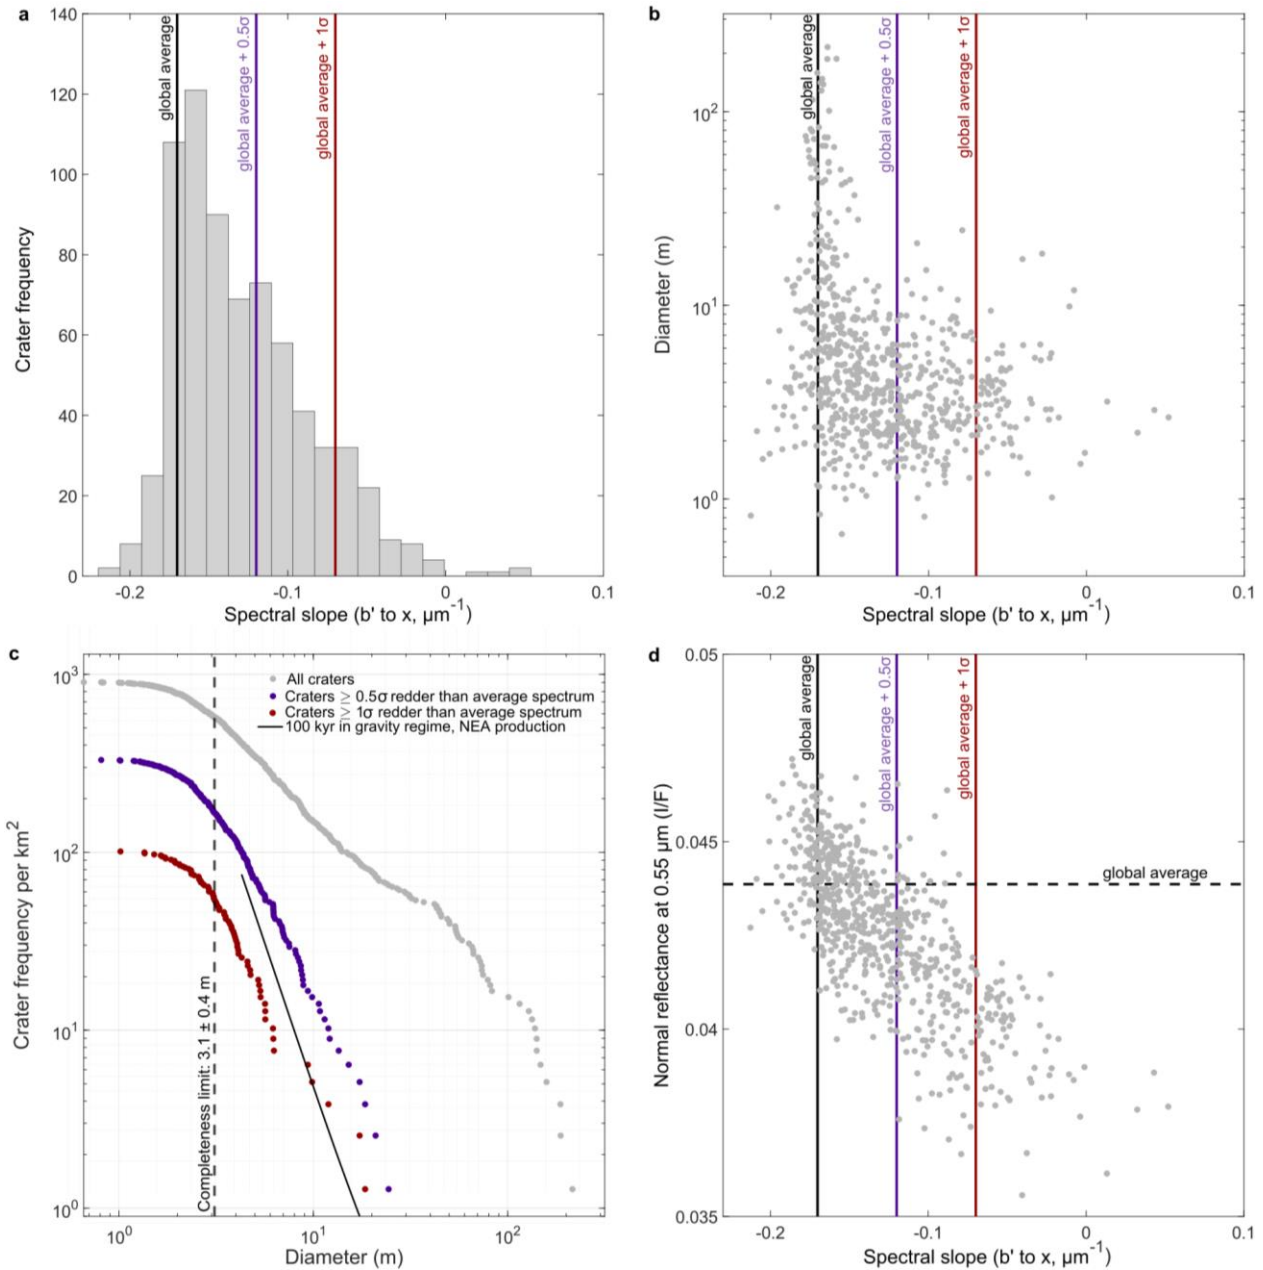 a
140
120
100
80
60
40
20
0
Crater frequency
global average
global average + 0.5σ
global average + 1σ
-0.2
-0.1
0
0.1
Spectral slope (b' to x, µm⁻¹)
b
10²
10¹
10⁰
Diameter (m)
global average
global average + 0.5σ
global average + 1σ
-0.2
-0.1
0
0.1
Spectral slope (b' to x, µm⁻¹)
c
10³
10²
10¹
10⁰
Crater frequency per km²
All craters
Craters ≥ 0.5σ redder than average spectrum
Craters ≥ 1σ redder than average spectrum
100 kyr in gravity regime, NEA production
Completeness limit: 3.1 ± 0.4 m
10⁰
10¹
10²
Diameter (m)
d
0.05
0.045
0.04
0.035
Normal reflectance at 0.55 µm (I/F)
global average
global average + 0.5σ
global average + 1σ
global average
-0.2
-0.1
0
0.1
Spectral slope (b' to x, µm⁻¹)